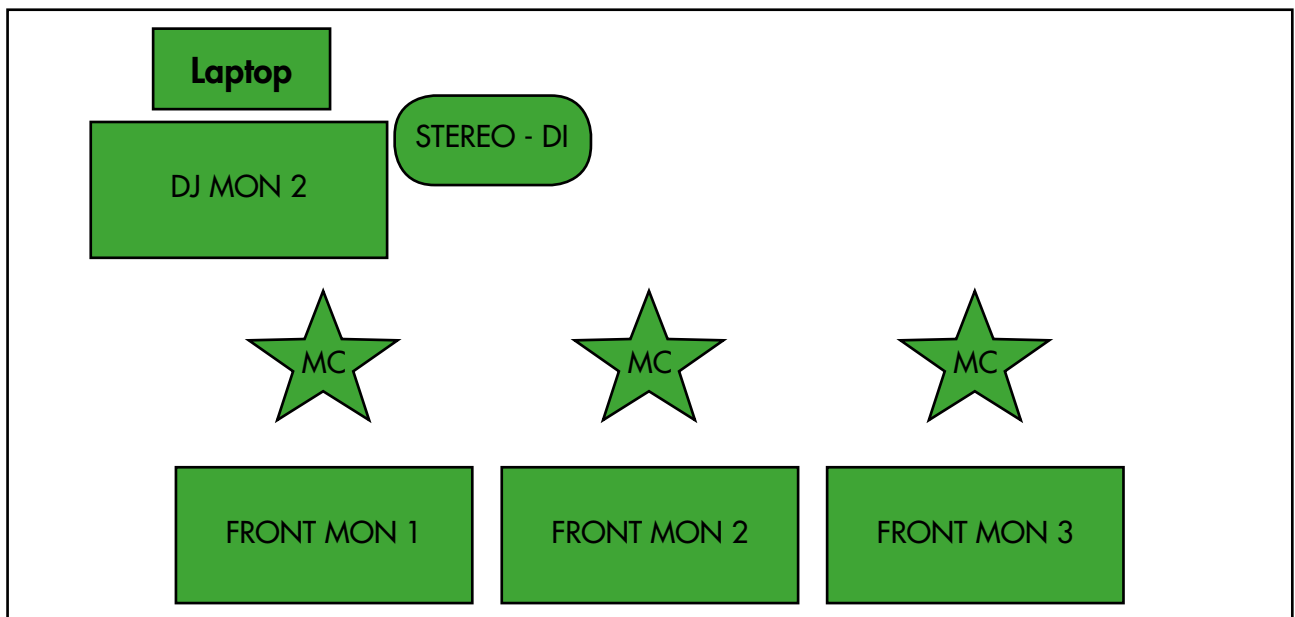 Laptop
STEREO - DI
DJ MON 2
MC
MC
MC
FRONT MON 1
FRONT MON 2
FRONT MON 3